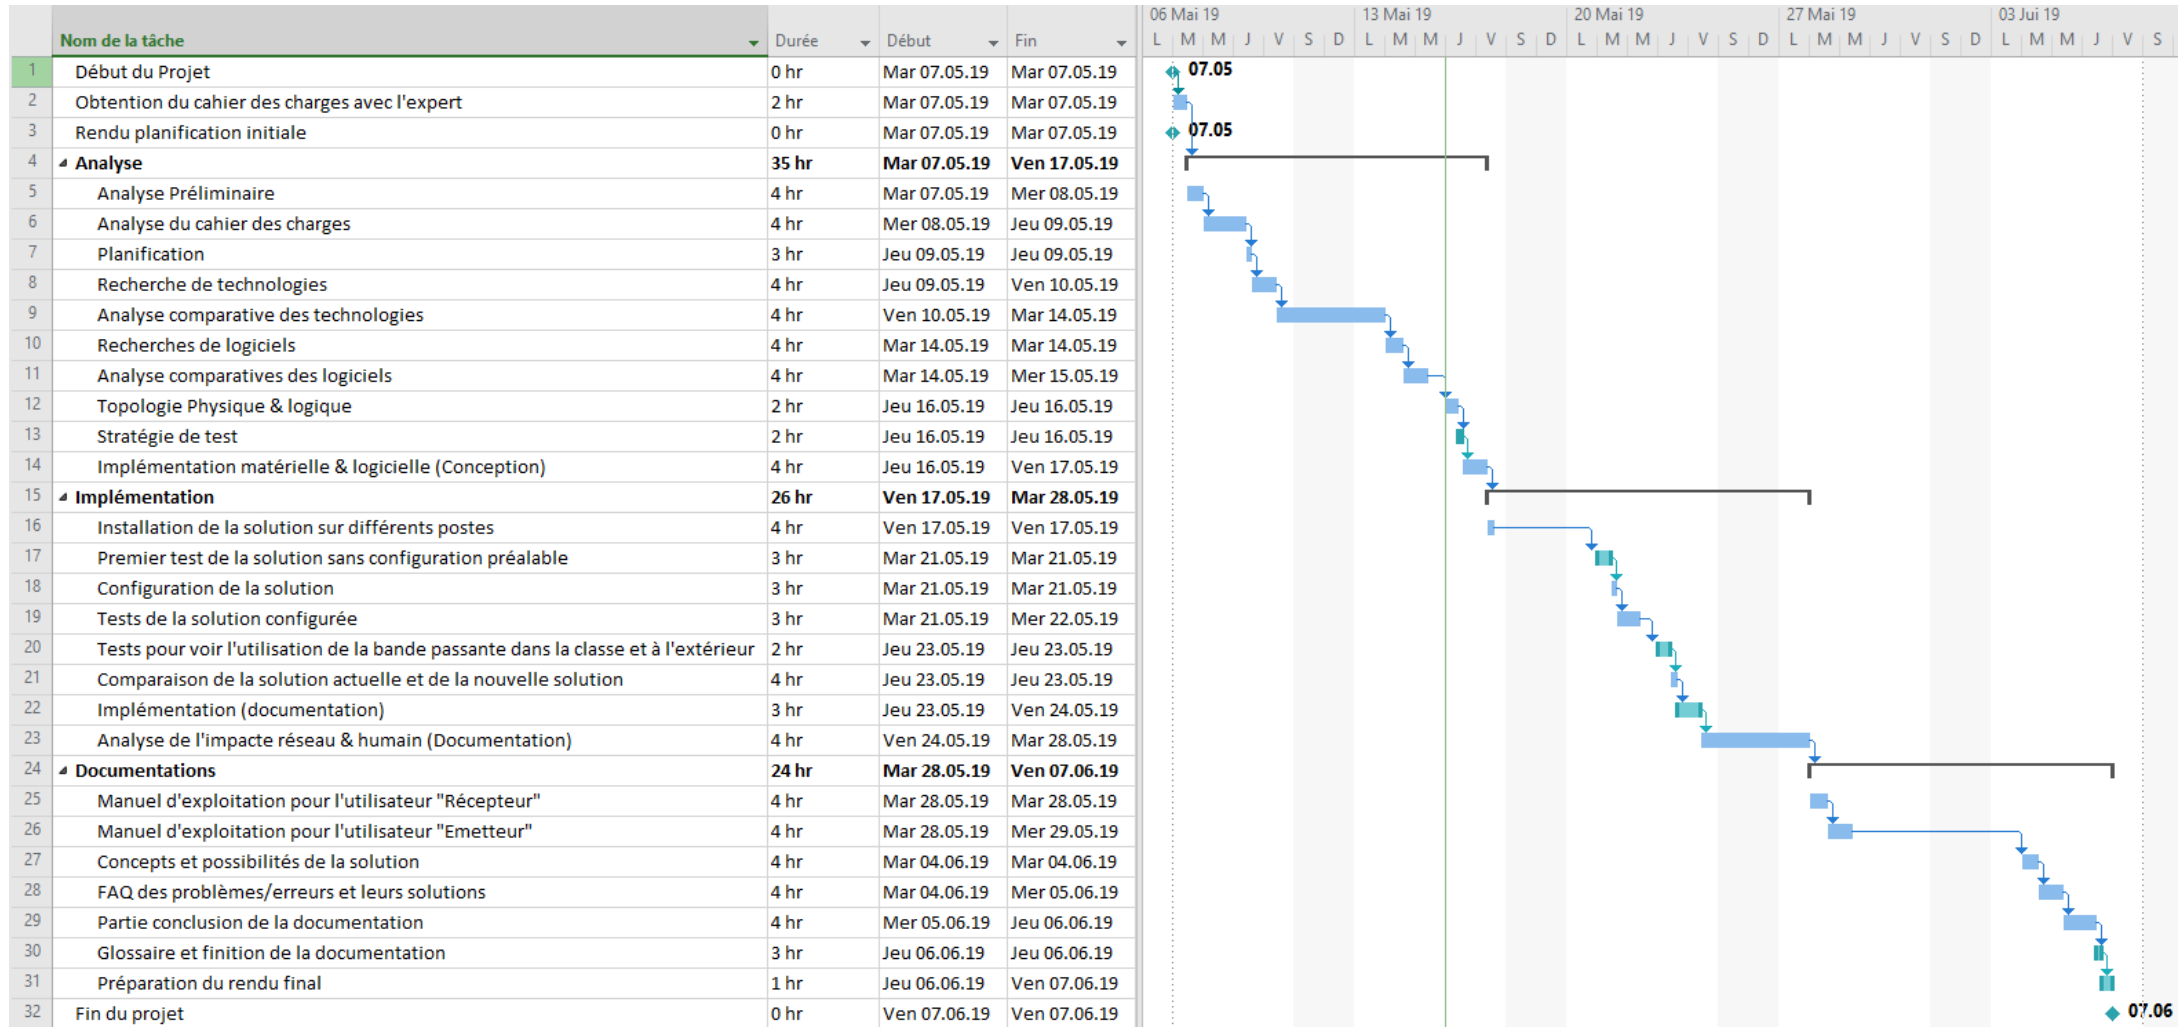 06 Mai 19 13 Mai 19 20 Mai 19 27 Mai 19 03 Jui 19
Nom de la tâche Durée Début Fin L M M J V S D L M M J V S D L M M J V S D L M M J V S D L M M J V S
1 Début du Projet 0 hr Mar 07.05.19 Mar 07.05.19 07.05
2 Obtention du cahier des charges avec l'expert 2 hr Mar 07.05.19 Mar 07.05.19
3 Rendu planification initiale 0 hr Mar 07.05.19 Mar 07.05.19 07.05
4 Analyse 35 hr Mar 07.05.19 Ven 17.05.19
5 Analyse Préliminaire 4 hr Mar 07.05.19 Mer 08.05.19
6 Analyse du cahier des charges 4 hr Mer 08.05.19 Jeu 09.05.19
7 Planification 3 hr Jeu 09.05.19 Jeu 09.05.19
8 Recherche de technologies 4 hr Jeu 09.05.19 Ven 10.05.19
9 Analyse comparative des technologies 4 hr Ven 10.05.19 Mar 14.05.19
10 Recherches de logiciels 4 hr Mar 14.05.19 Mar 14.05.19
11 Analyse comparatives des logiciels 4 hr Mar 14.05.19 Mer 15.05.19
12 Topologie Physique & logique 2 hr Jeu 16.05.19 Jeu 16.05.19
13 Stratégie de test 2 hr Jeu 16.05.19 Jeu 16.05.19
14 Implémentation matérielle & logicielle (Conception) 4 hr Jeu 16.05.19 Ven 17.05.19
15 Implémentation 26 hr Ven 17.05.19 Mar 28.05.19
16 Installation de la solution sur différents postes 4 hr Ven 17.05.19 Ven 17.05.19
17 Premier test de la solution sans configuration préalable 3 hr Mar 21.05.19 Mar 21.05.19
18 Configuration de la solution 3 hr Mar 21.05.19 Mar 21.05.19
19 Tests de la solution configurée 3 hr Mar 21.05.19 Mer 22.05.19
20 Tests pour voir l'utilisation de la bande passante dans la classe et à l'extérieur 2 hr Jeu 23.05.19 Jeu 23.05.19
21 Comparaison de la solution actuelle et de la nouvelle solution 4 hr Jeu 23.05.19 Jeu 23.05.19
22 Implémentation (documentation) 3 hr Jeu 23.05.19 Ven 24.05.19
23 Analyse de l'impacte réseau & humain (Documentation) 4 hr Ven 24.05.19 Mar 28.05.19
24 Documentations 24 hr Mar 28.05.19 Ven 07.06.19
25 Manuel d'exploitation pour l'utilisateur "Récepteur" 4 hr Mar 28.05.19 Mar 28.05.19
26 Manuel d'exploitation pour l'utilisateur "Emetteur" 4 hr Mar 28.05.19 Mer 29.05.19
27 Concepts et possibilités de la solution 4 hr Mar 04.06.19 Mar 04.06.19
28 FAQ des problèmes/erreurs et leurs solutions 4 hr Mar 04.06.19 Mer 05.06.19
29 Partie conclusion de la documentation 4 hr Mer 05.06.19 Jeu 06.06.19
30 Glossaire et finition de la documentation 3 hr Jeu 06.06.19 Jeu 06.06.19
31 Préparation du rendu final 1 hr Jeu 06.06.19 Ven 07.06.19
32 Fin du projet 0 hr Ven 07.06.19 Ven 07.06.19 07.06